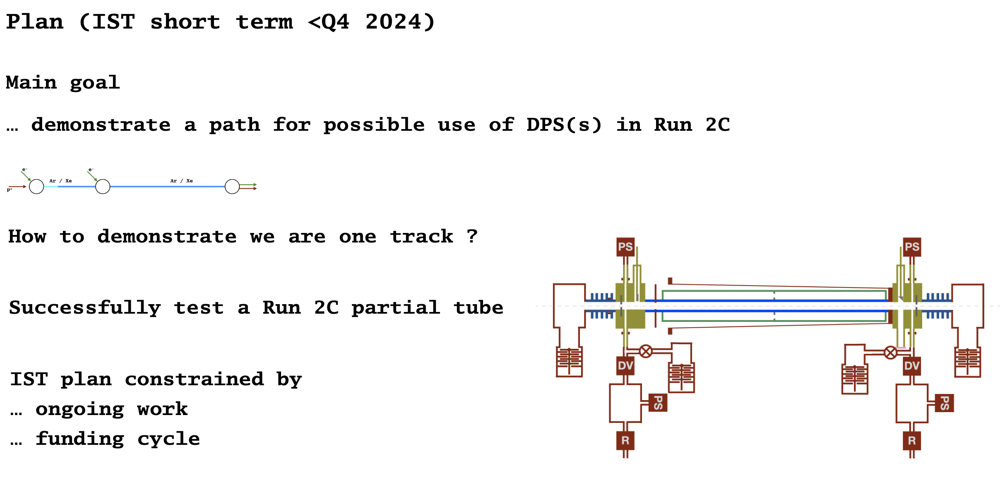 Plan (IST short term <Q4 2024)
Main goal
… demonstrate a path for possible use of DPS(s) in Run 2C
e⁻
e⁻
Ar / Xe
Ar / Xe
p⁺
How to demonstrate we are one track ?
PS
PS
Successfully test a Run 2C partial tube
DV
DV
IST plan constrained by
PS
PS
… ongoing work
… funding cycle
R
R